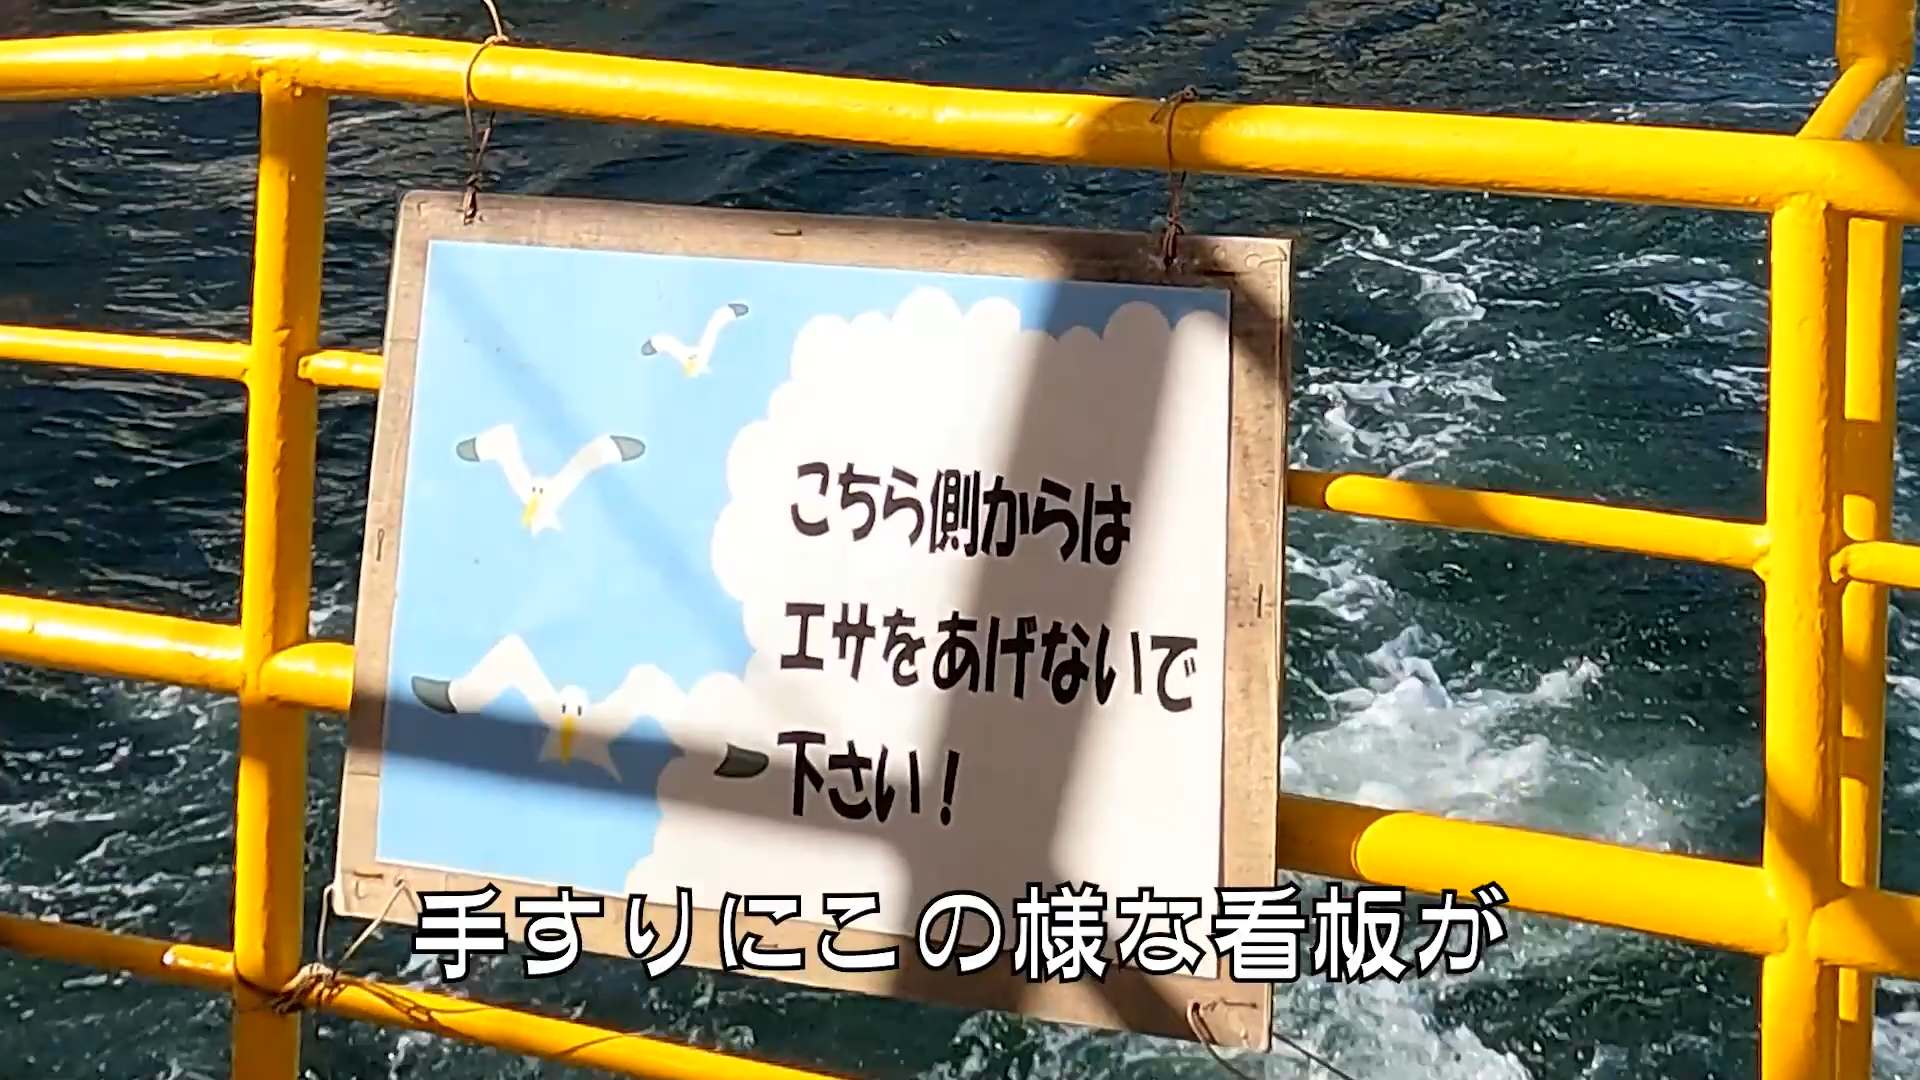 こちら側からは
エサをあげないで
下さい！
手すりにこの様な看板が